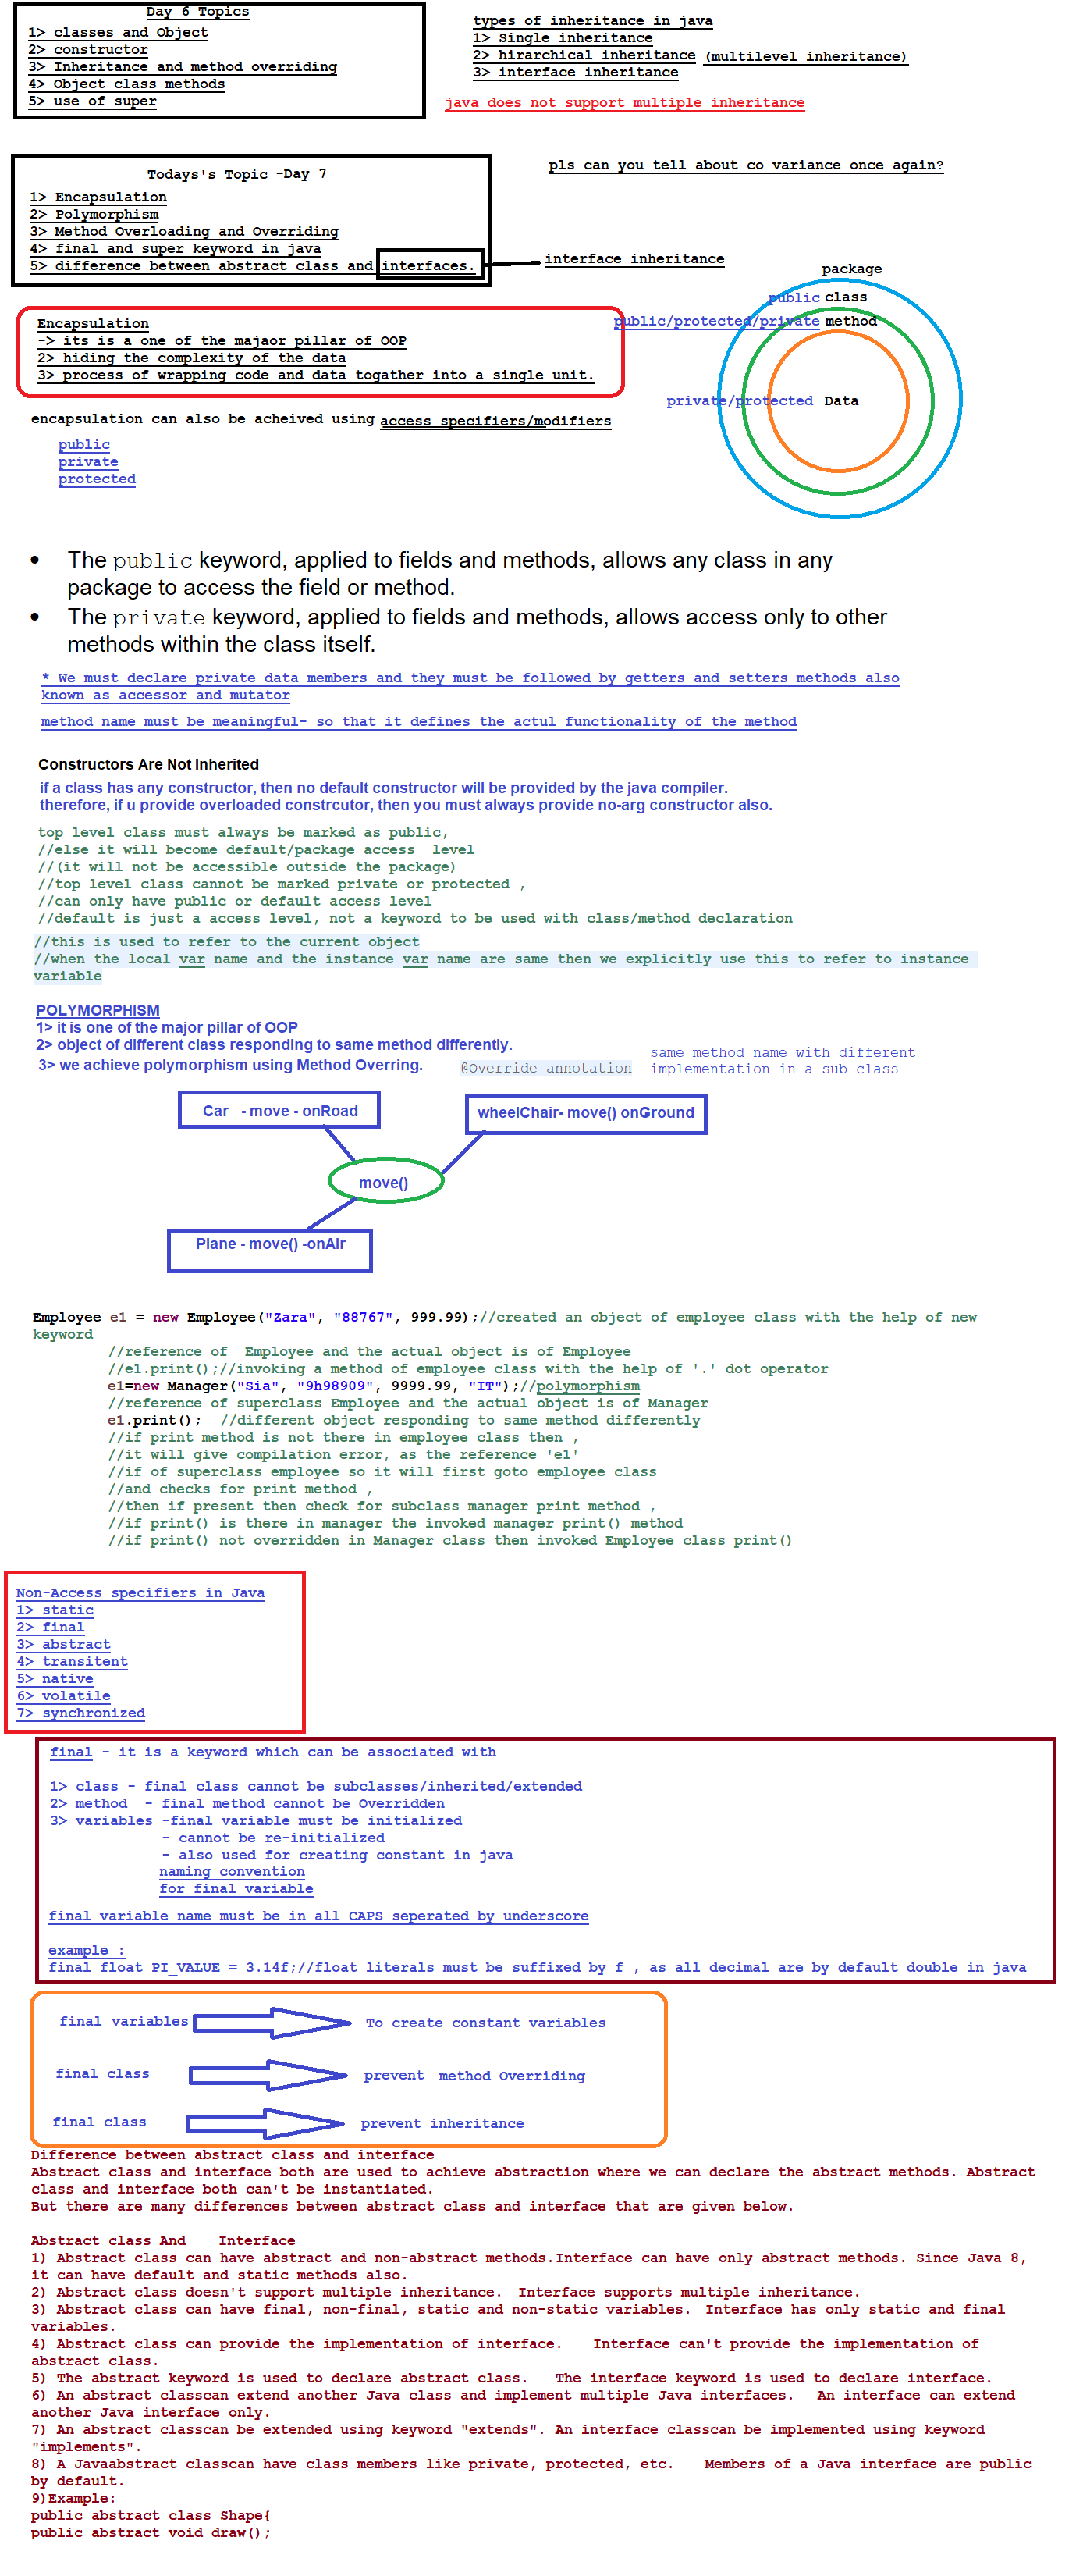 Day 6 Topics
1> classes and Object
2> constructor
3> Inheritance and method overriding
4> Object class methods
5> use of super
types of inheritance in java
1> Single inheritance
2> hirarchical inheritance (multilevel inheritance)
3> interface inheritance
java does not support multiple inheritance
Todays's Topic -Day 7
1> Encapsulation
2> Polymorphism
3> Method Overloading and Overriding
4> final and super keyword in java
5> difference between abstract class and interfaces.
pls can you tell about co variance once again?
interface inheritance
package
public class
public/protected/private method
private/protected Data
Encapsulation
-> its is a one of the majaor pillar of OOP
2> hiding the complexity of the data
3> process of wrapping code and data togather into a single unit.
encapsulation can also be acheived using access specifiers/modifiers
public
private
protected
• The public keyword, applied to fields and methods, allows any class in any
package to access the field or method.
• The private keyword, applied to fields and methods, allows access only to other
methods within the class itself.
* We must declare private data members and they must be followed by getters and setters methods also
known as accessor and mutator
method name must be meaningful- so that it defines the actul functionality of the method
Constructors Are Not Inherited
if a class has any constructor, then no default constructor will be provided by the java compiler.
therefore, if u provide overloaded constrcutor, then you must always provide no-arg constructor also.
top level class must always be marked as public,
//else it will become default/package access  level
//(it will not be accessible outside the package)
//top level class cannot be marked private or protected ,
//can only have public or default access level
//default is just a access level, not a keyword to be used with class/method declaration
//this is used to refer to the current object
//when the local var name and the instance var name are same then we explicitly use this to refer to instance
variable
POLYMORPHISM
1> it is one of the major pillar of OOP
2> object of different class responding to same method differently.
3> we achieve polymorphism using Method Overring.
@Override annotation
same method name with different
implementation in a sub-class
Car - move - onRoad
wheelChair- move() onGround
move()
Plane - move() -onAIr
Employee e1 = new Employee("Zara", "88767", 999.99);//created an object of employee class with the help of new
keyword
//reference of  Employee and the actual object is of Employee
//e1.print();//invoking a method of employee class with the help of '.' dot operator
e1=new Manager("Sia", "9h98909", 9999.99, "IT");//polymorphism
//reference of superclass Employee and the actual object is of Manager
e1.print();  //different object responding to same method differently
//if print method is not there in employee class then ,
//it will give compilation error, as the reference 'e1'
//if of superclass employee so it will first goto employee class
//and checks for print method ,
//then if present then check for subclass manager print method ,
//if print() is there in manager the invoked manager print() method
//if print() not overridden in Manager class then invoked Employee class print()
Non-Access specifiers in Java
1> static
2> final
3> abstract
4> transitent
5> native
6> volatile
7> synchronized
final - it is a keyword which can be associated with
1> class - final class cannot be subclasses/inherited/extended
2> method  - final method cannot be Overridden
3> variables -final variable must be initialized
- cannot be re-initialized
- also used for creating constant in java
naming convention
for final variable
final variable name must be in all CAPS seperated by underscore
example :
final float PI_VALUE = 3.14f;//float literals must be suffixed by f , as all decimal are by default double in java
final variables To create constant variables
final class prevent method Overriding
final class prevent inheritance
Difference between abstract class and interface
Abstract class and interface both are used to achieve abstraction where we can declare the abstract methods. Abstract
class and interface both can't be instantiated.
But there are many differences between abstract class and interface that are given below.
Abstract class And    Interface
1) Abstract class can have abstract and non-abstract methods.Interface can have only abstract methods. Since Java 8,
it can have default and static methods also.
2) Abstract class doesn't support multiple inheritance.  Interface supports multiple inheritance.
3) Abstract class can have final, non-final, static and non-static variables.  Interface has only static and final
variables.
4) Abstract class can provide the implementation of interface.    Interface can't provide the implementation of
abstract class.
5) The abstract keyword is used to declare abstract class.   The interface keyword is used to declare interface.
6) An abstract classcan extend another Java class and implement multiple Java interfaces.   An interface can extend
another Java interface only.
7) An abstract classcan be extended using keyword "extends". An interface classcan be implemented using keyword
"implements".
8) A Javaabstract classcan have class members like private, protected, etc.    Members of a Java interface are public
by default.
9)Example:
public abstract class Shape{
public abstract void draw();